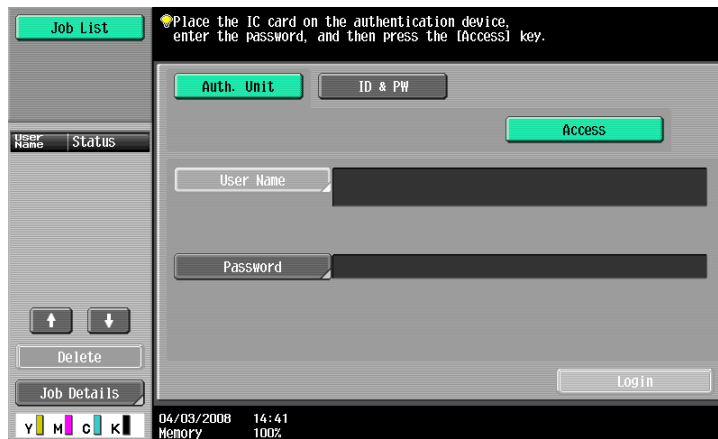 Job List
Place the IC card on the authentication device,
enter the password, and then press the [Access] key.
Auth. Unit
ID & PW
Access
User Name
Status
User Name
Password
Delete
Login
Job Details
Y M C K
04/03/2008 14:41
Memory 100%